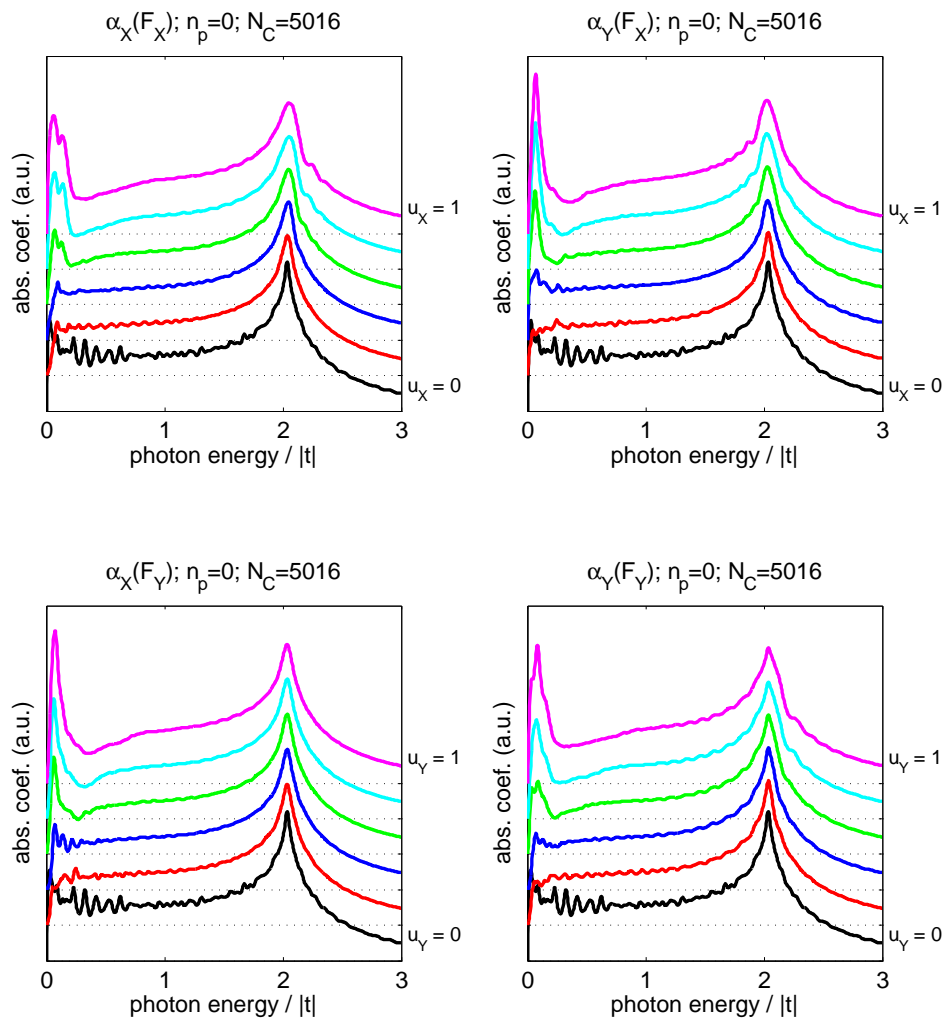 α_X(F_X); n_p=0; N_C=5016
abs. coef. (a.u.)
u_X = 1
u_X = 0
0 1 2 3
photon energy / |t|
α_Y(F_X); n_p=0; N_C=5016
abs. coef. (a.u.)
u_X = 1
u_X = 0
0 1 2 3
photon energy / |t|
α_X(F_Y); n_p=0; N_C=5016
abs. coef. (a.u.)
u_Y = 1
u_Y = 0
0 1 2 3
photon energy / |t|
α_Y(F_Y); n_p=0; N_C=5016
abs. coef. (a.u.)
u_Y = 1
u_Y = 0
0 1 2 3
photon energy / |t|